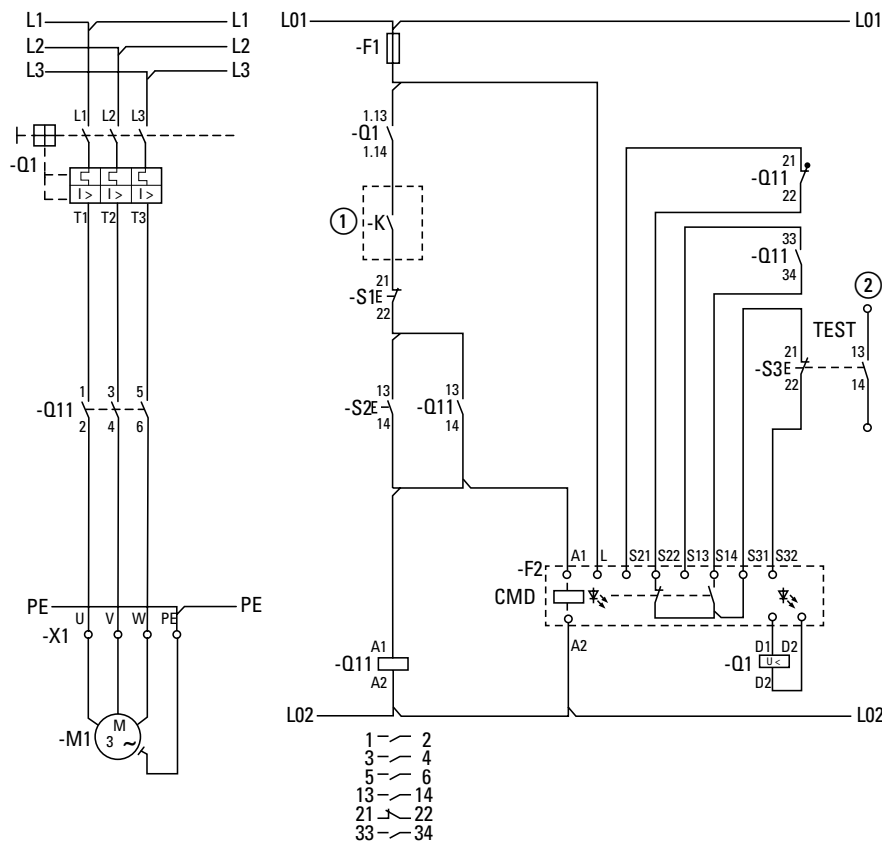 L1 L1
L2 L2
L3 L3
L1 L2 L3
-Q1
I > I > I >
T1 T2 T3
1 3 5
-Q11
2 4 6
PE PE
U V W PE
-X1
M
3 ~
-M1
L01 L01
-F1
1.13
-Q1
1.14
1 -K
21
-S1E
22
13 13
-S2E -Q11
14 14
21
-Q11
22
33
-Q11
34
2
TEST
21 13
-S3E
22 14
A1 L S21 S22 S13 S14 S31 S32
-F2
CMD
A2 D1 D2
-Q1 U <
D2
A1
-Q11
A2
L02 L02
1 2
3 4
5 6
13 14
21 22
33 34